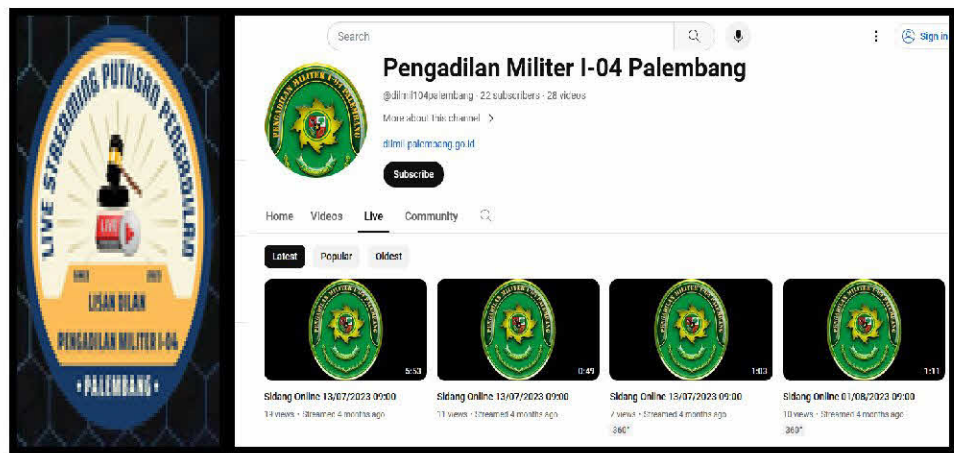 LIVE STREAMING PUTUSAN PENGADILAN
LIVE
LISAN DILAN
PENGADILAN MILITER I-04
• PALEMBANG •
Search
Sign in
Pengadilan Militer I-04 Palembang
@dilmil104palembang · 22 subscribers · 28 videos
More about this channel >
dilmil-palembang.go.id
Subscribe
Home Videos Live Community
Latest Popular Oldest
5:53
0:49
1:03
1:11
Sidang Online 13/07/2023 09:00
19 views • Streamed 4 months ago
Sidang Online 13/07/2023 09:00
11 views • Streamed 4 months ago
Sidang Online 13/07/2023 09:00
7 views • Streamed 4 months ago
360°
Sidang Online 01/08/2023 09:00
10 views • Streamed 4 months ago
360°